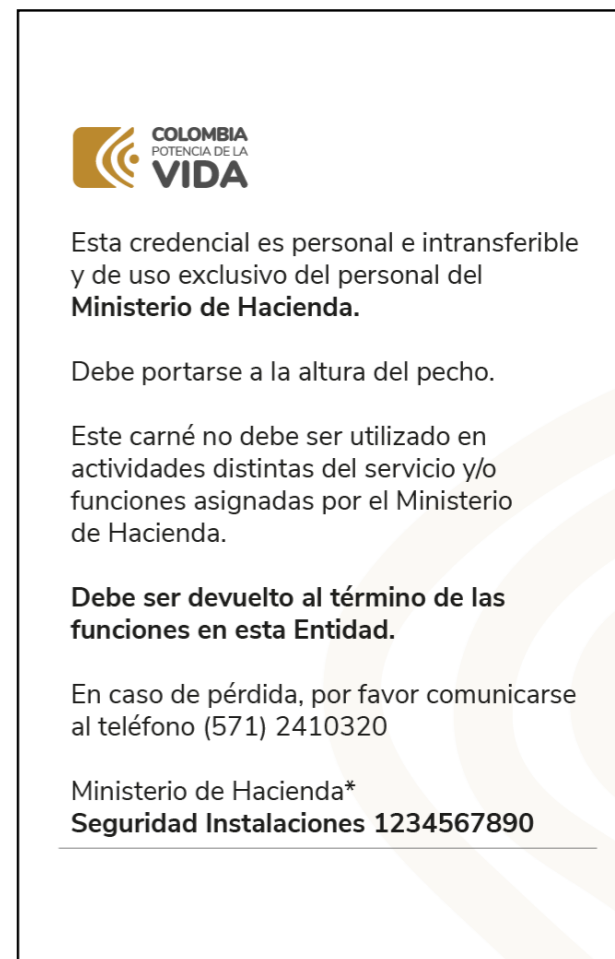 COLOMBIA
POTENCIA DE LA
VIDA
Esta credencial es personal e intransferible
y de uso exclusivo del personal del
Ministerio de Hacienda.
Debe portarse a la altura del pecho.
Este carné no debe ser utilizado en
actividades distintas del servicio y/o
funciones asignadas por el Ministerio
de Hacienda.
Debe ser devuelto al término de las
funciones en esta Entidad.
En caso de pérdida, por favor comunicarse
al teléfono (571) 2410320
Ministerio de Hacienda*
Seguridad Instalaciones 1234567890